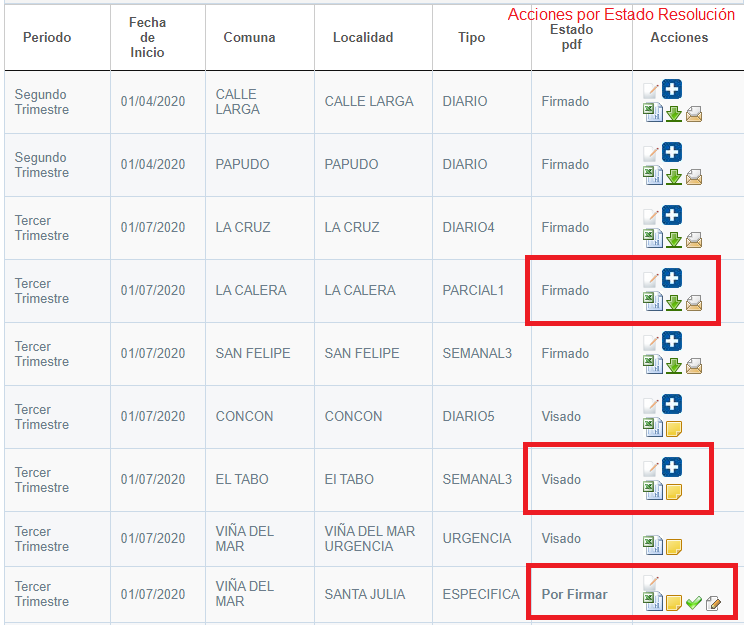 Acciones por Estado Resolución
Periodo
Fecha
de
Inicio
Comuna
Localidad
Tipo
Estado
pdf
Acciones
Segundo
Trimestre
01/04/2020
CALLE
LARGA
CALLE LARGA
DIARIO
Firmado
Segundo
Trimestre
01/04/2020
PAPUDO
PAPUDO
DIARIO
Firmado
Tercer
Trimestre
01/07/2020
LA CRUZ
LA CRUZ
DIARIO4
Firmado
Tercer
Trimestre
01/07/2020
LA CALERA
LA CALERA
PARCIAL1
Firmado
Tercer
Trimestre
01/07/2020
SAN FELIPE
SAN FELIPE
SEMANAL3
Firmado
Tercer
Trimestre
01/07/2020
CONCON
CONCON
DIARIO5
Visado
Tercer
Trimestre
01/07/2020
EL TABO
El TABO
SEMANAL3
Visado
Tercer
Trimestre
01/07/2020
VIÑA DEL
MAR
VIÑA DEL MAR
URGENCIA
URGENCIA
Visado
Tercer
Trimestre
01/07/2020
VIÑA DEL
MAR
SANTA JULIA
ESPECIFICA
Por Firmar